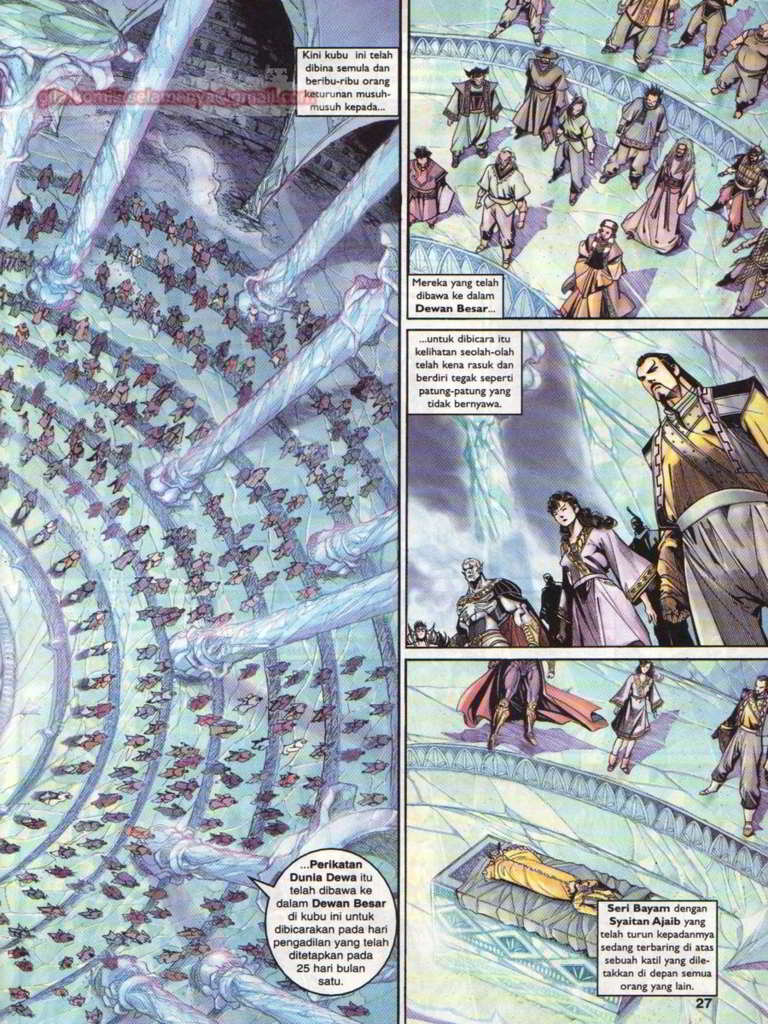 Kini kubu ini telah
dibina semula dan
beribu-ribu orang
keturunan musuh-
musuh kepada...
...Perikatan
Dunia Dewa itu
telah dibawa ke
dalam Dewan Besar
di kubu ini untuk
dibicarakan pada hari
pengadilan yang telah
ditetapkan pada
25 hari bulan
satu.
Mereka yang telah
dibawa ke dalam
Dewan Besar...
...untuk dibicara itu
kelihatan seolah-olah
telah kena rasuk dan
berdiri tegak seperti
patung-patung yang
tidak bernyawa.
Seri Bayam dengan
Syaitan Ajaib yang
telah turun kepadannya
sedang terbaring di atas
sebuah katil yang dile-
takkan di depan semua
orang yang lain.
27